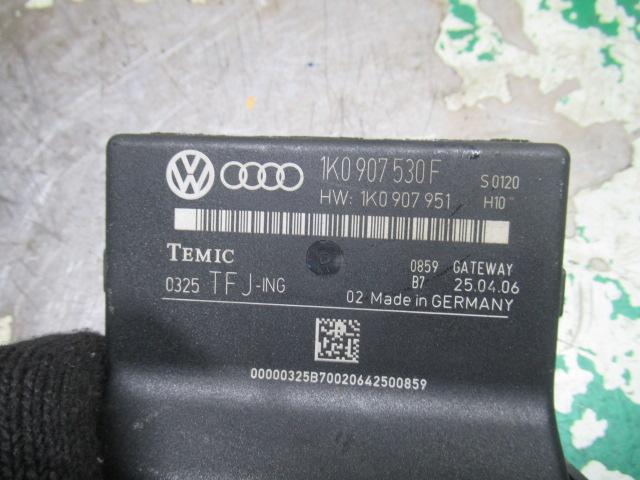 1K0 907 530 F S 0120
HW: 1K0 907 951 H10
TEMIC 0859 GATEWAY
B7 25.04.06
0325 TFJ-ING
02 Made in GERMANY
00000325B70020642500859